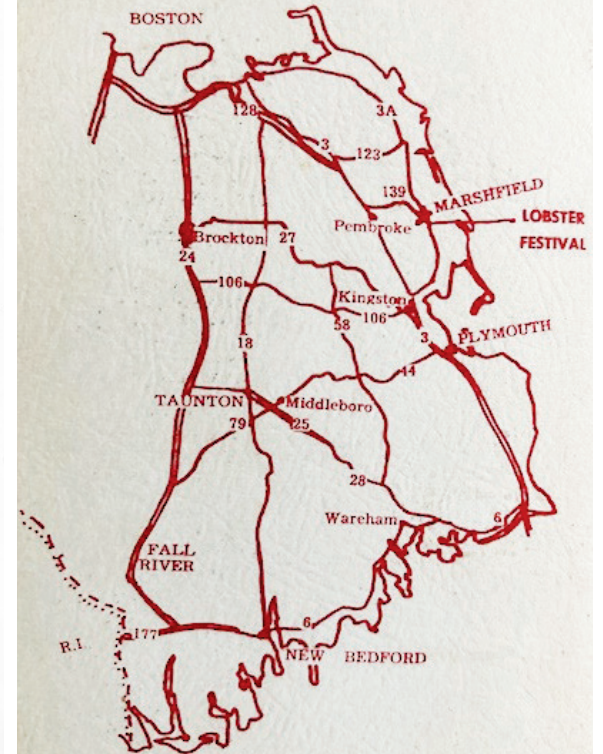 BOSTON
128
3A
3
123
139
MARSHFIELD
LOBSTER
FESTIVAL
Pembroke
Brockton
27
24
106
Kingston
106
58
18
3
PLYMOUTH
44
TAUNTON
Middleboro
79
25
28
Wareham
6
FALL
RIVER
177
R.I.
6
NEW BEDFORD